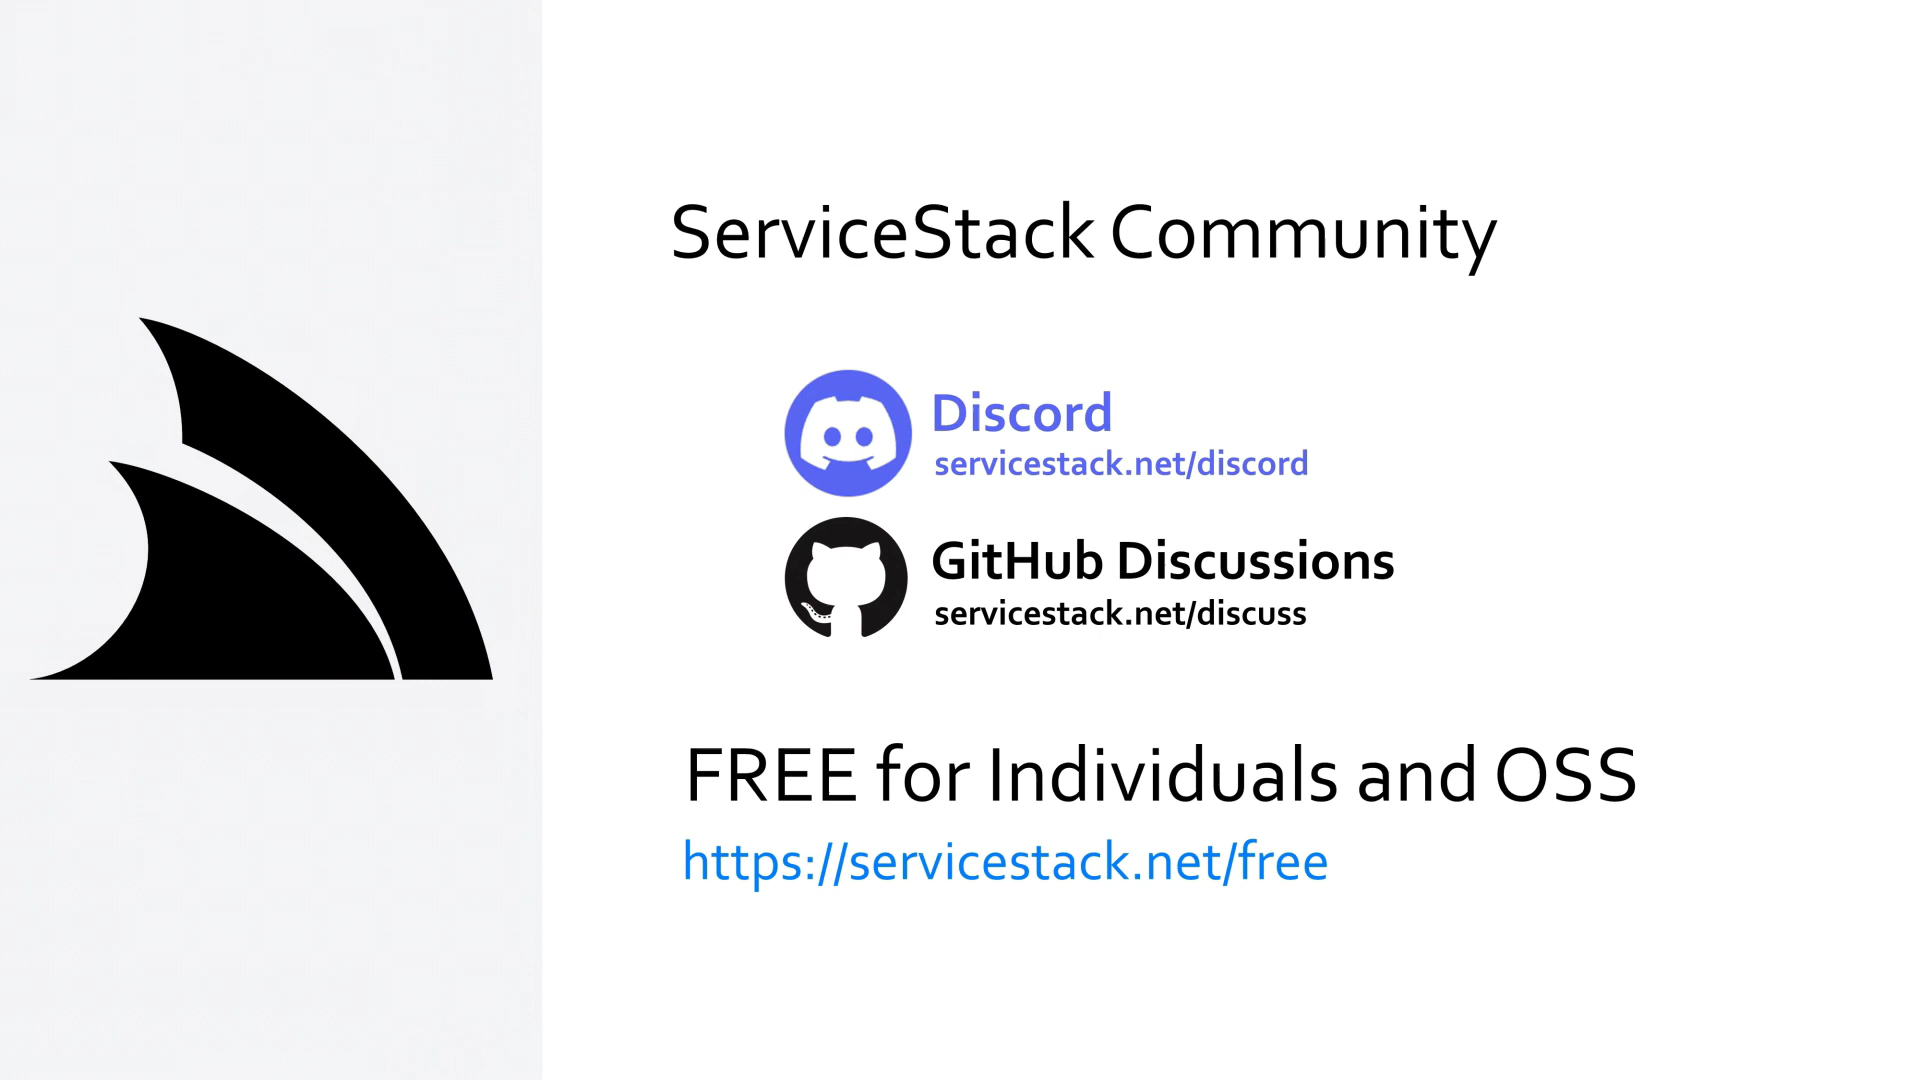 ServiceStack Community
Discord
servicestack.net/discord
GitHub Discussions
servicestack.net/discuss
FREE for Individuals and OSS
https://servicestack.net/free